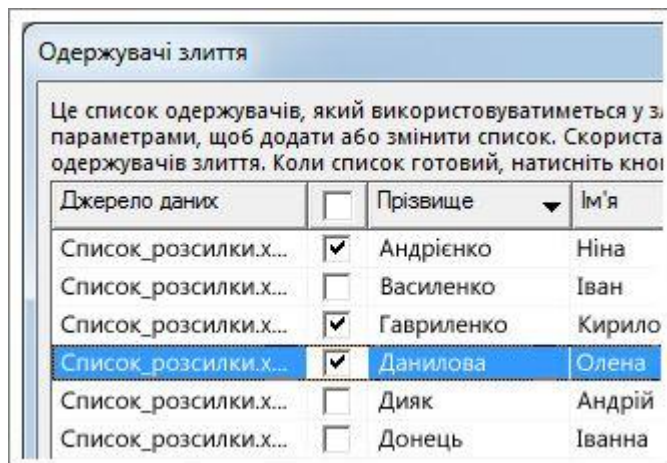 Одержувачі злиття
Це список одержувачів, який використовуватиметься у
параметрами, щоб додати або змінити список.
одержувачів злиття. Коли список готовий, натисніть
Джерело даних Прізвище Ім'я
Список_розсилки.x... Андрієнко Ніна
Список_розсилки.x... Василенко Іван
Список_розсилки.x... Гавриленко Кирило
Список_розсилки.x... Данилова Олена
Список_розсилки.x... Дияк Андрій
Список_розсилки.x... Донець Іванна